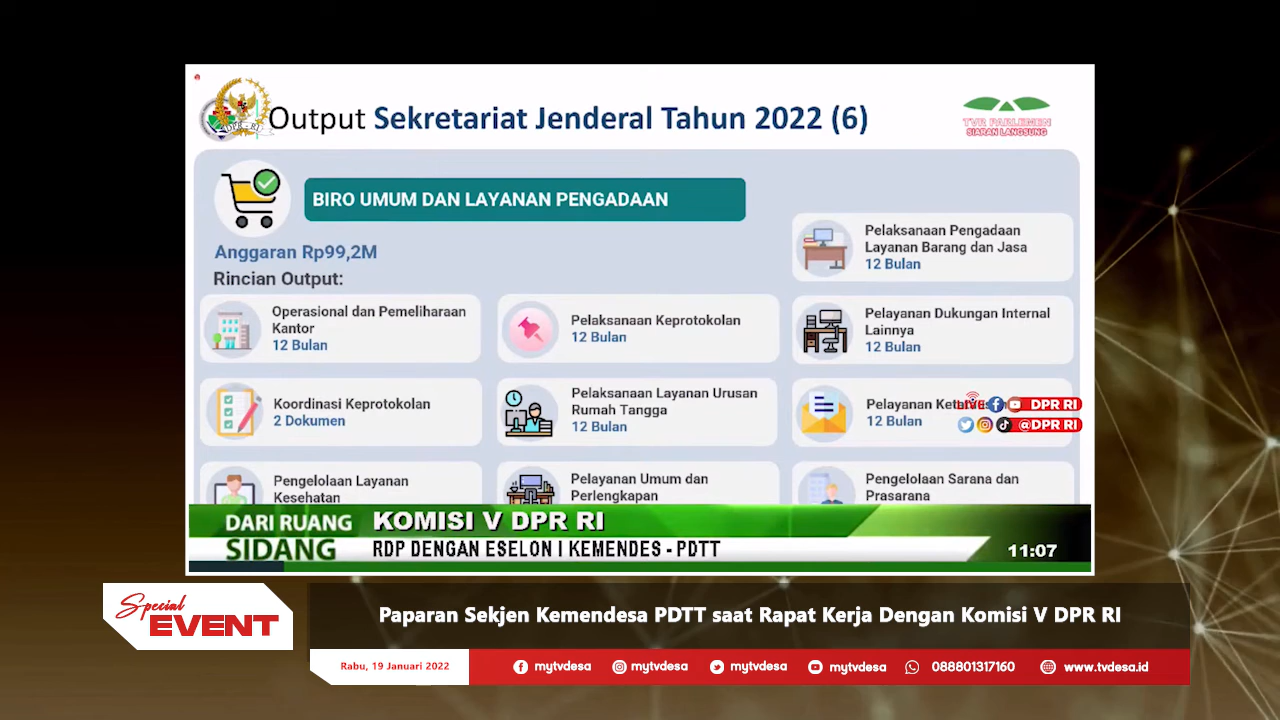 Output Sekretariat Jenderal Tahun 2022 (6)
TVR PARLEMEN
SIARAN LANGSUNG
BIRO UMUM DAN LAYANAN PENGADAAN
Anggaran Rp99,2M
Rincian Output:
Operasional dan Pemeliharaan
Kantor
12 Bulan
Koordinasi Keprotokolan
2 Dokumen
Pengelolaan Layanan
Kesehatan
Pelaksanaan Keprotokolan
12 Bulan
Pelaksanaan Layanan Urusan
Rumah Tangga
12 Bulan
Pelayanan Umum dan
Perlengkapan
Pelaksanaan Pengadaan
Layanan Barang dan Jasa
12 Bulan
Pelayanan Dukungan Internal
Lainnya
12 Bulan
Pelayanan
12 Bulan
Pengelolaan Sarana dan
Prasarana
DPR RI
@DPR RI
DARI RUANG
SIDANG
KOMISI V DPR RI
RDP DENGAN ESELON I KEMENDES - PDTT
11:07
Special
EVENT
Paparan Sekjen Kemendesa PDTT saat Rapat Kerja Dengan Komisi V DPR RI
Rabu, 19 Januari 2022
mytvdesa mytvdesa mytvdesa mytvdesa 088801317160 www.tvdesa.id